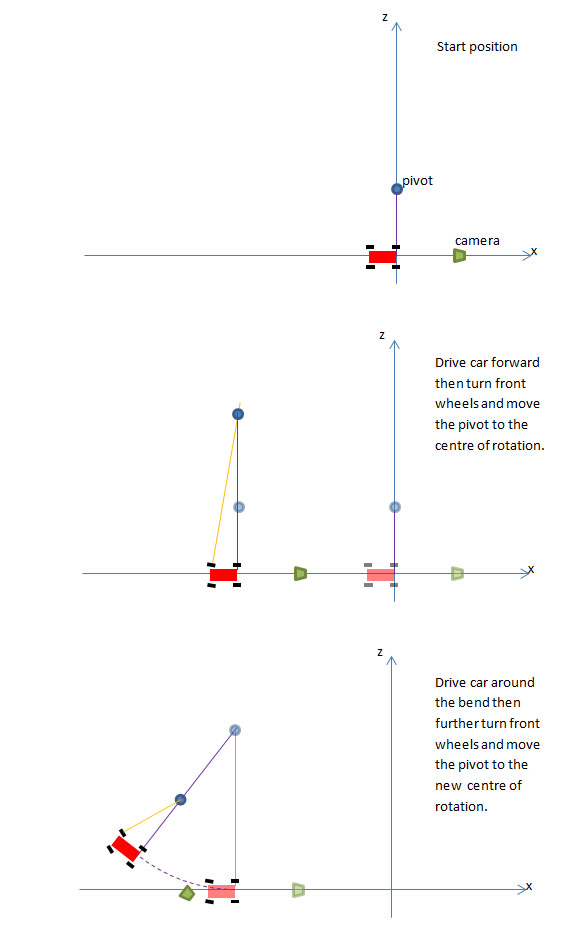 z
Start position
pivot
camera
x
z
Drive car forward
then turn front
wheels and move
the pivot to the
centre of rotation.
x
z
Drive car around
the bend then
further turn front
wheels and move
the pivot to the
new centre of
rotation.
x